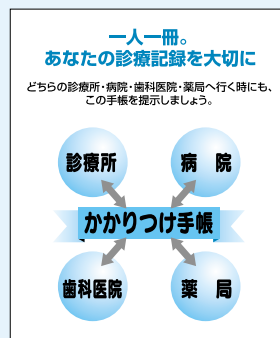 一人一冊。
あなたの診療記録を大切に
どちらの診療所・病院・歯科医院・薬局へ行く時にも、
この手帳を提示しましょう。
診療所
病　院
かかりつけ手帳
歯科医院
薬　局